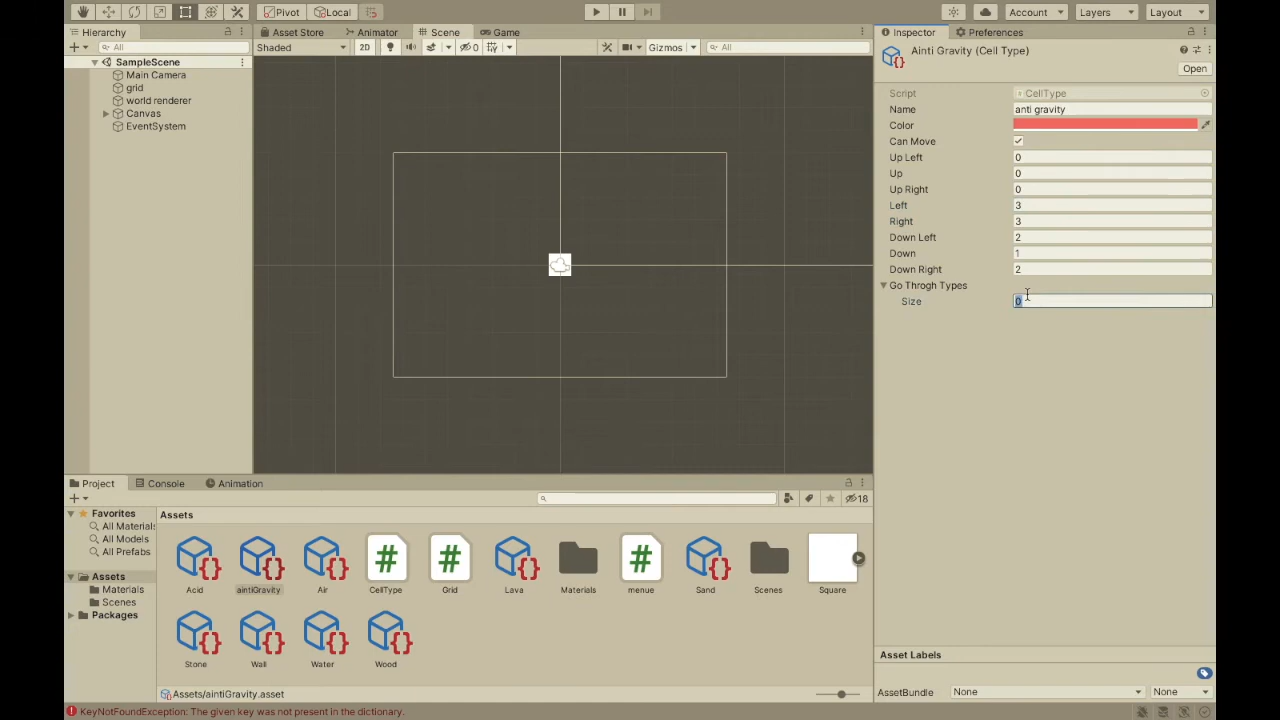 Pivot Local Account Layers Layout
Hierarchy
All
SampleScene
Main Camera
grid
world renderer
Canvas
EventSystem
Asset Store Animator Scene Game
Shaded 2D 0 Gizmos All
Inspector Preferences
Ainti Gravity (Cell Type)
Open
Script # CellType
Name anti gravity
Color
Can Move
Up Left 0
Up 0
Up Right 0
Left 3
Right 3
Down Left 2
Down 1
Down Right 2
Go Throgh Types
Size 0
Project Console Animation
18
Favorites
All Materials
All Models
All Prefabs
Assets
Materials
Scenes
Packages
Assets
Acid aintiGravity Air CellType Grid Lava Materials menue Sand Scenes Square
Stone Wall Water Wood
Assets/aintiGravity.asset
Asset Labels
AssetBundle None None
KeyNotFoundException: The given key was not present in the dictionary.